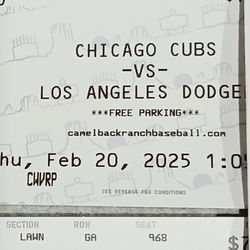 CHICAGO CUBS
-VS-
LOS ANGELES DODGE
***FREE PARKING***
camelbackranchbaseball.com
hu, Feb 20, 2025 1:0
CWVRP
SEE REVERSE FOR CONDITIONS
SECTION ROW SEAT
LAWN GA 968